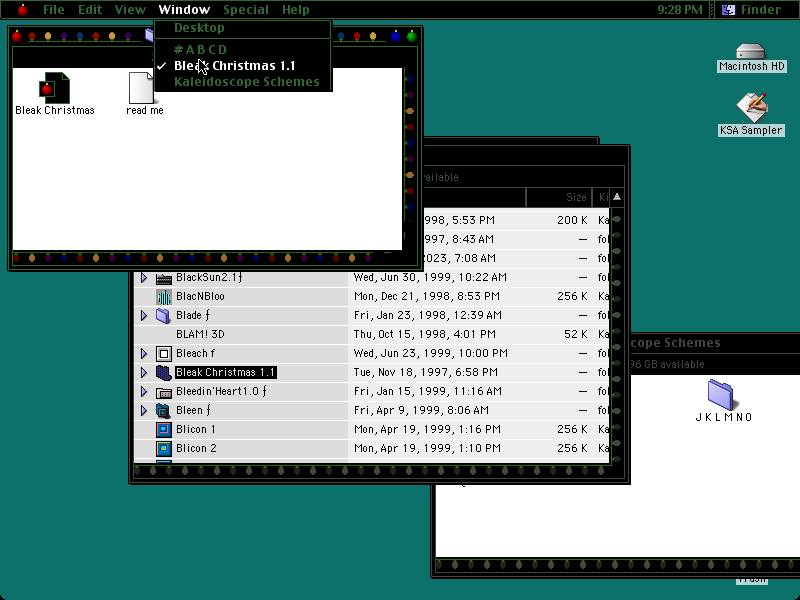 File Edit View Window Special Help 9:28 PM Finder
Desktop
# A B C D
✓ Bleak Christmas 1.1
Kaleidoscope Schemes
Bleak Christmas
read me
Macintosh HD
KSA Sampler
vailable
Size Ki
998, 5:53 PM 200 K Ka
997, 8:43 AM — fol
2023, 7:08 AM — fol
BlackSun2.1ƒ Wed, Jun 30, 1999, 10:22 AM — fol
BlacNBloo Mon, Dec 21, 1998, 8:53 PM 256 K Ka
Blade ƒ Fri, Jan 23, 1998, 12:39 AM — fol
BLAM! 3D Thu, Oct 15, 1998, 4:01 PM 52 K Ka
Bleach f Wed, Jun 23, 1999, 10:00 PM — fol
Bleak Christmas 1.1 Tue, Nov 18, 1997, 6:58 PM — fol
Bleedin'Heart1.0 ƒ Fri, Jan 15, 1999, 11:16 AM — fol
Bleen ƒ Fri, Apr 9, 1999, 8:06 AM — fol
Blicon 1 Mon, Apr 19, 1999, 1:16 PM 256 K Ka
Blicon 2 Mon, Apr 19, 1999, 1:10 PM 256 K Ka
cope Schemes
96 GB available
J K L M N O
Trash